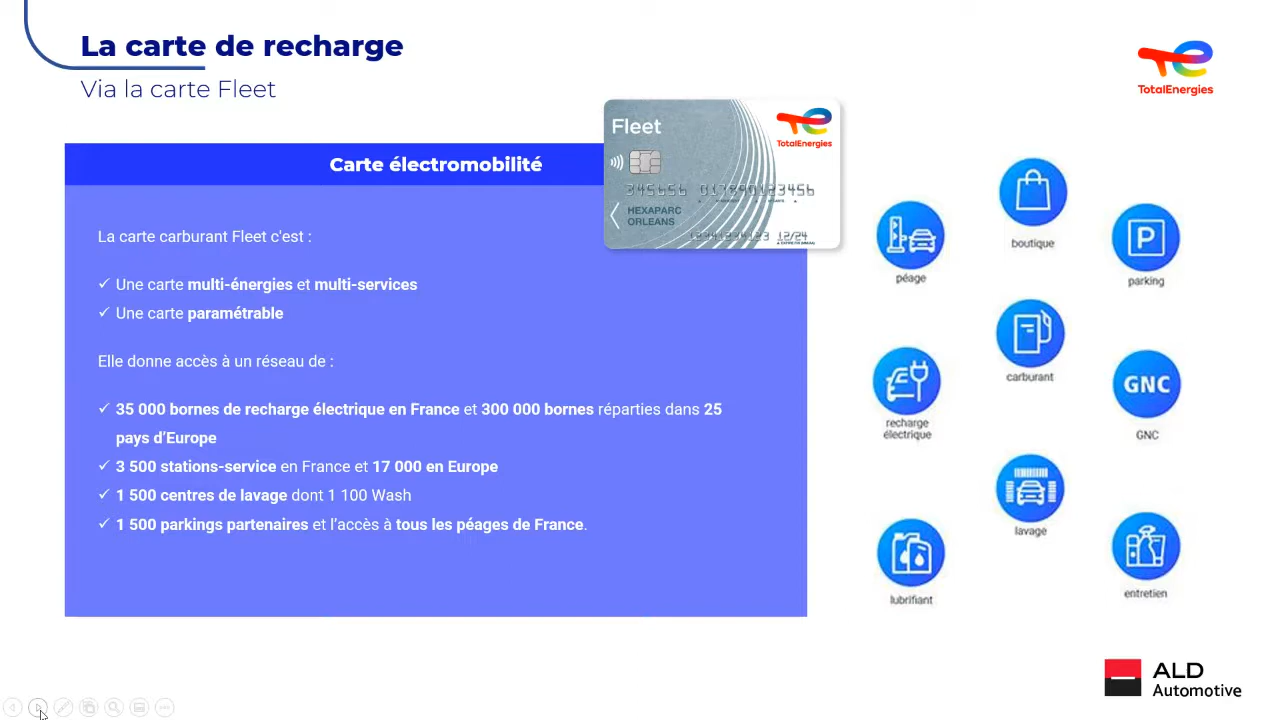 La carte de recharge
Via la carte Fleet
TotalEnergies
Carte électromobilité
Fleet
TotalEnergies
HEXAPARC
ORLEANS
12/24
La carte carburant Fleet c'est :
✓ Une carte multi-énergies et multi-services
✓ Une carte paramétrable
Elle donne accès à un réseau de :
✓ 35 000 bornes de recharge électrique en France et 300 000 bornes réparties dans 25
pays d'Europe
✓ 3 500 stations-service en France et 17 000 en Europe
✓ 1 500 centres de lavage dont 1 100 Wash
✓ 1 500 parkings partenaires et l'accès à tous les péages de France.
boutique
péage
P
parking
carburant
GNC
recharge
électrique
GNC
lavage
lubrifiant
entretien
ALD
Automotive